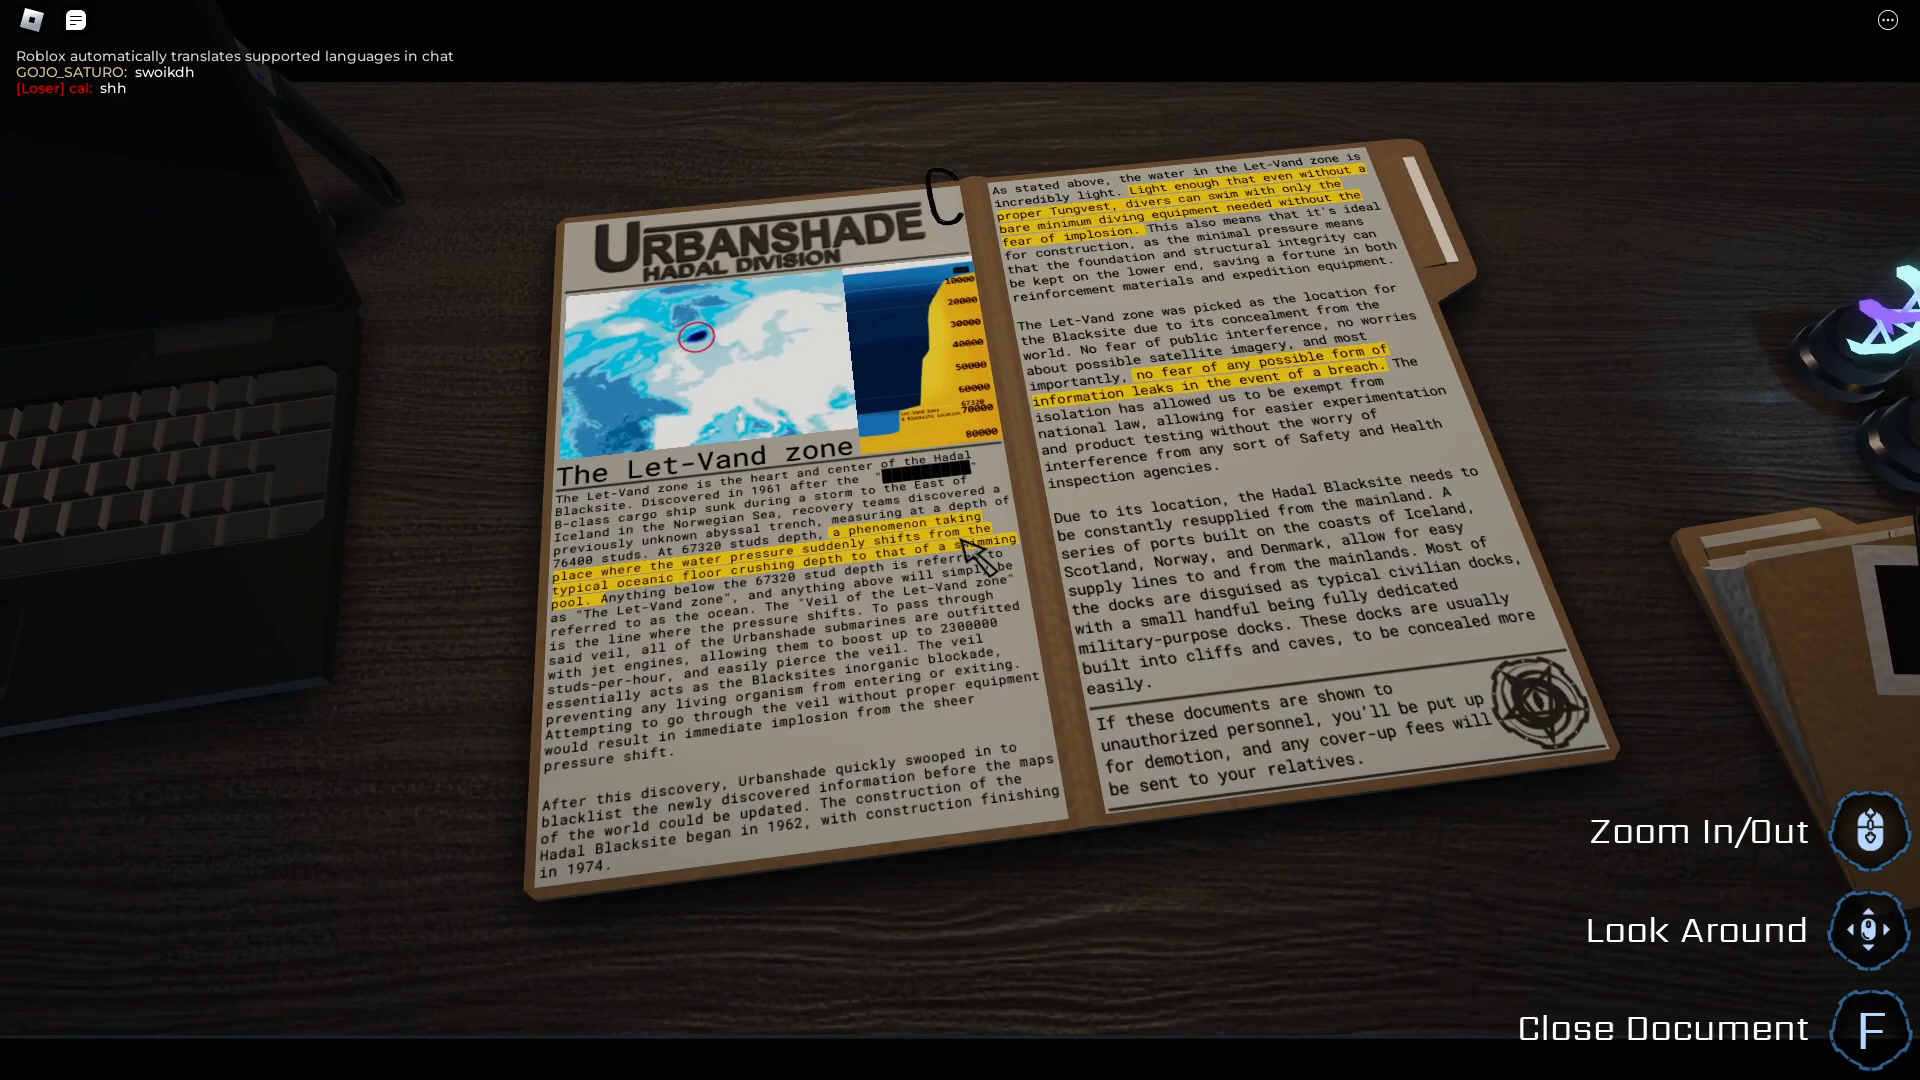 Roblox automatically translates supported languages in chat
GOJO_SATURO: swoikdh
[Loser] cal: shh
URBANSHADE
HADAL DIVISION
10000
20000
30000
40000
50000
60000
67320
70000
80000
Let-Vand Zone
& Blacksite location
The Let-Vand zone
The Let-Vand zone is the heart and center of the Hadal
Blacksite. Discovered in 1961 after the " "
B-class cargo ship sunk during a storm to the East of
Iceland in the Norwegian Sea, recovery teams discovered a
previously unknown abyssal trench, measuring at a depth of
76400 studs. At 67320 studs depth, a phenomenon taking
place where the water pressure suddenly shifts from the
typical oceanic floor crushing depth to that of a swimming
pool. Anything below the 67320 stud depth is referred to
as "The Let-Vand zone", and anything above will simply be
referred to as the ocean. The "Veil of the Let-Vand zone"
is the line where the pressure shifts. To pass through
said veil, all of the Urbanshade submarines are outfitted
with jet engines, allowing them to boost up to 2300000
studs-per-hour, and easily pierce the veil. The veil
essentially acts as the Blacksites inorganic blockade,
preventing any living organism from entering or exiting.
Attempting to go through the veil without proper equipment
would result in immediate implosion from the sheer
pressure shift.
After this discovery, Urbanshade quickly swooped in to
blacklist the newly discovered information before the maps
of the world could be updated. The construction of the
Hadal Blacksite began in 1962, with construction finishing
in 1974.
As stated above, the water in the Let-Vand zone is
incredibly light. Light enough that even without a
proper Tungvest, divers can swim with only the
bare minimum diving equipment needed without the
fear of implosion. This also means that it's ideal
for construction, as the minimal pressure means
that the foundation and structural integrity can
be kept on the lower end, saving a fortune in both
reinforcement materials and expedition equipment.
The Let-Vand zone was picked as the location for
the Blacksite due to its concealment from the
world. No fear of public interference, no worries
about possible satellite imagery, and most
importantly, no fear of any possible form of
information leaks in the event of a breach. The
isolation has allowed us to be exempt from
national law, allowing for easier experimentation
and product testing without the worry of
interference from any sort of Safety and Health
inspection agencies.
Due to its location, the Hadal Blacksite needs to
be constantly resupplied from the mainland. A
series of ports built on the coasts of Iceland,
Scotland, Norway, and Denmark, allow for easy
supply lines to and from the mainlands. Most of
the docks are disguised as typical civilian docks,
with a small handful being fully dedicated
military-purpose docks. These docks are usually
built into cliffs and caves, to be concealed more
easily.
If these documents are shown to
unauthorized personnel, you'll be put up
for demotion, and any cover-up fees will
be sent to your relatives.
Zoom In/Out
Look Around
Close Document
F